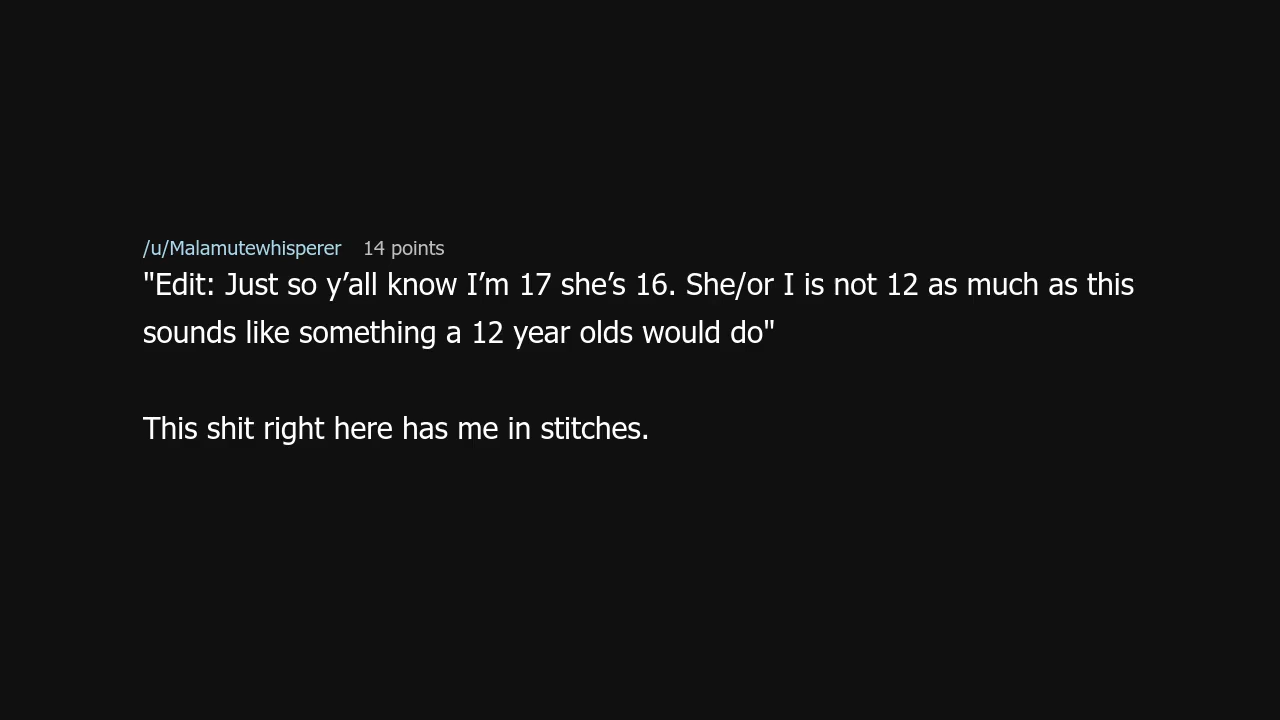 /u/Malamutewhisperer 14 points
"Edit: Just so y’all know I’m 17 she’s 16. She/or I is not 12 as much as this
sounds like something a 12 year olds would do"
This shit right here has me in stitches.